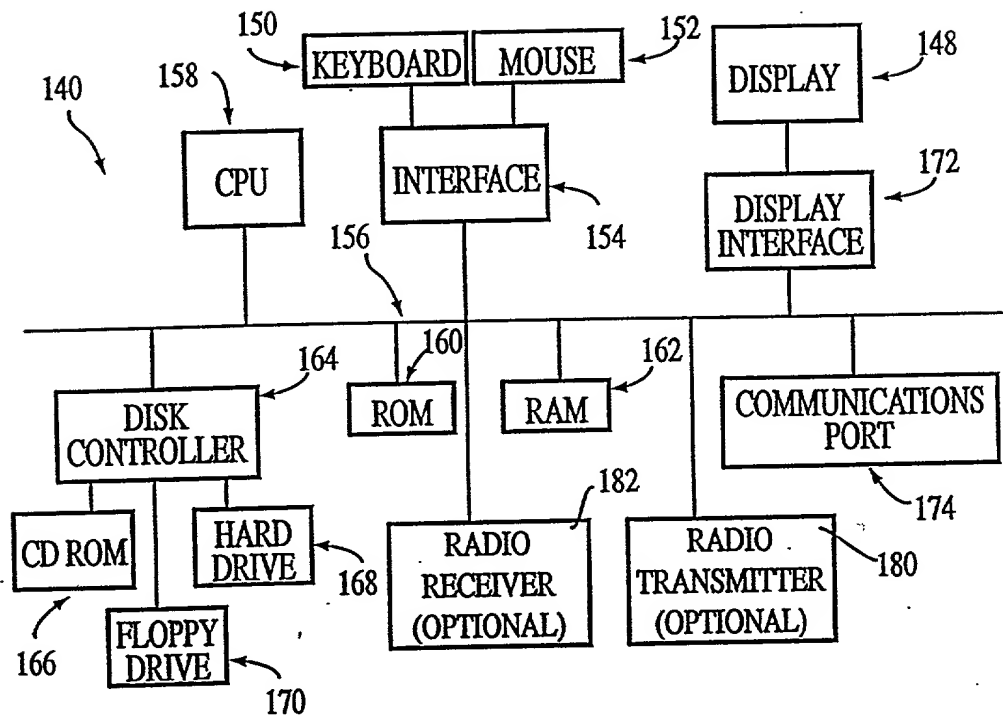 150
KEYBOARD
MOUSE
152
DISPLAY
148
140
158
CPU
INTERFACE
154
DISPLAY
INTERFACE
172
156
160
ROM
162
RAM
164
DISK
CONTROLLER
COMMUNICATIONS
PORT
174
CD ROM
166
HARD
DRIVE
168
FLOPPY
DRIVE
170
182
RADIO
RECEIVER
(OPTIONAL)
RADIO
TRANSMITTER
(OPTIONAL)
180